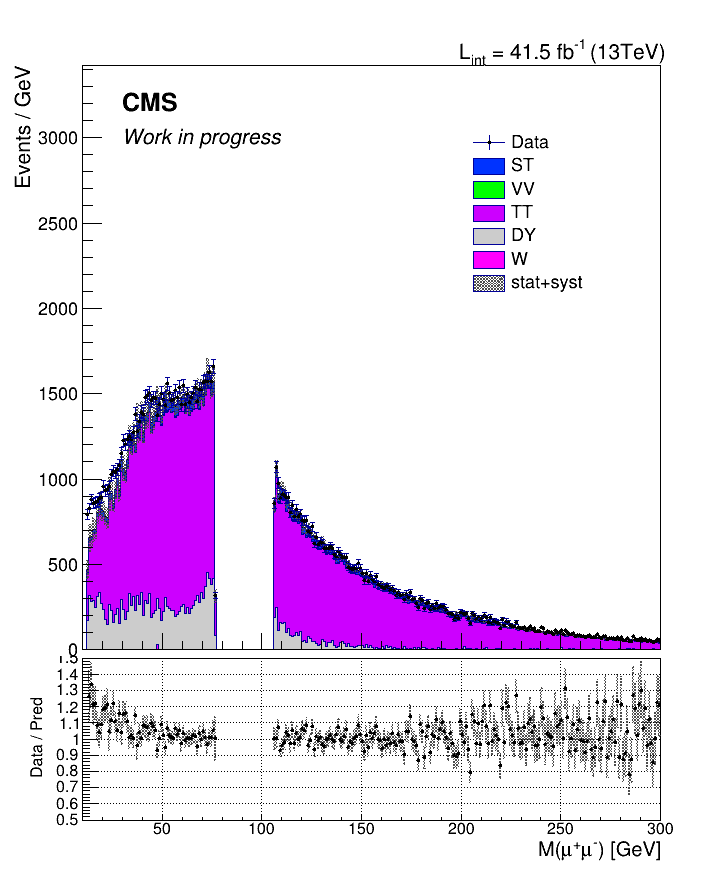 L_int = 41.5 fb^-1 (13TeV)
Events / GeV
CMS
Work in progress
3000
2500
2000
1500
1000
500
0
Data
ST
VV
TT
DY
W
stat+syst
Data / Pred
1.5
1.4
1.3
1.2
1.1
1
0.9
0.8
0.7
0.6
0.5
50 100 150 200 250 300
M(μ⁺μ⁻) [GeV]